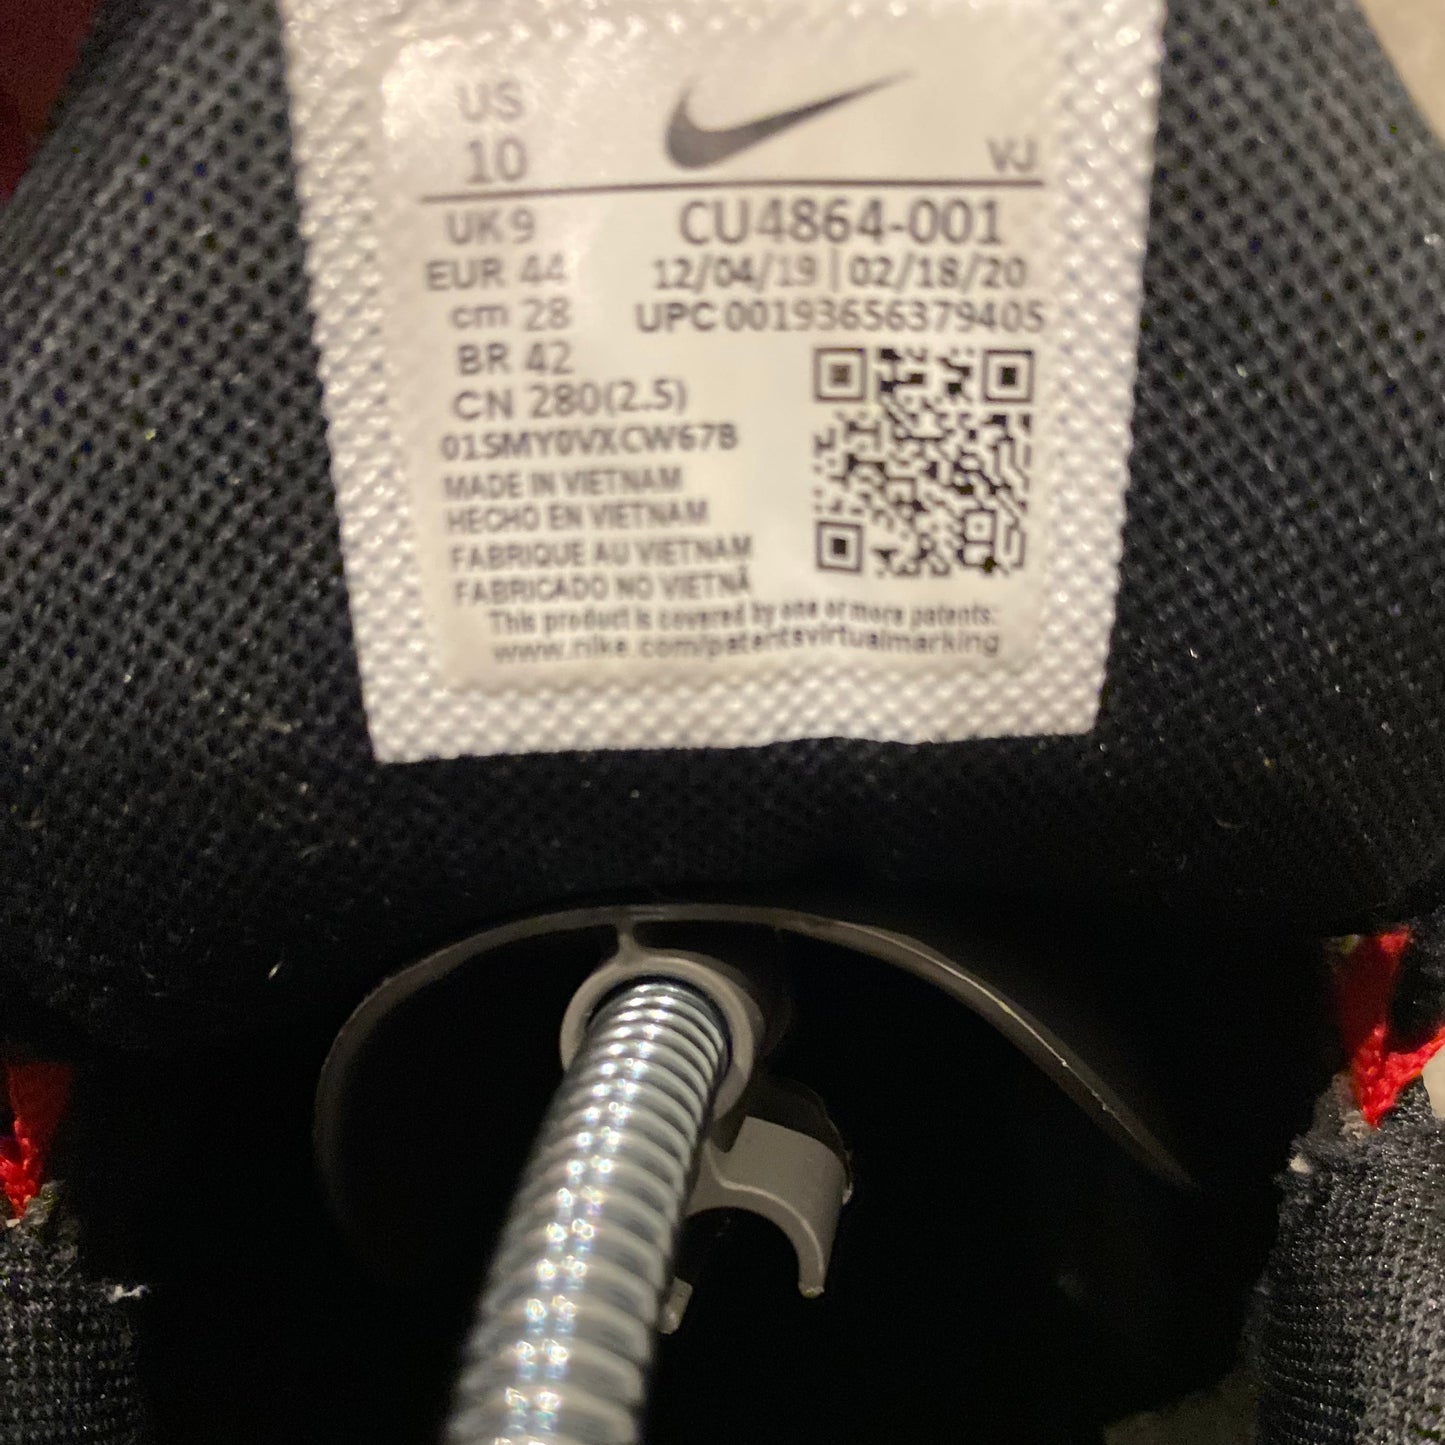 US
10
VJ
UK 9
CU4864-001
EUR 44
12/04/19 | 02/18/20
cm 28
UPC 00193656379405
BR 42
CN 280(2.5)
01SMY0VXCW67B
MADE IN VIETNAM
HECHO EN VIETNAM
FABRIQUE AU VIETNAM
FABRICADO NO VIETNÃ
This product is covered by one or more patents:
www.nike.com/patentsvirtualmarking